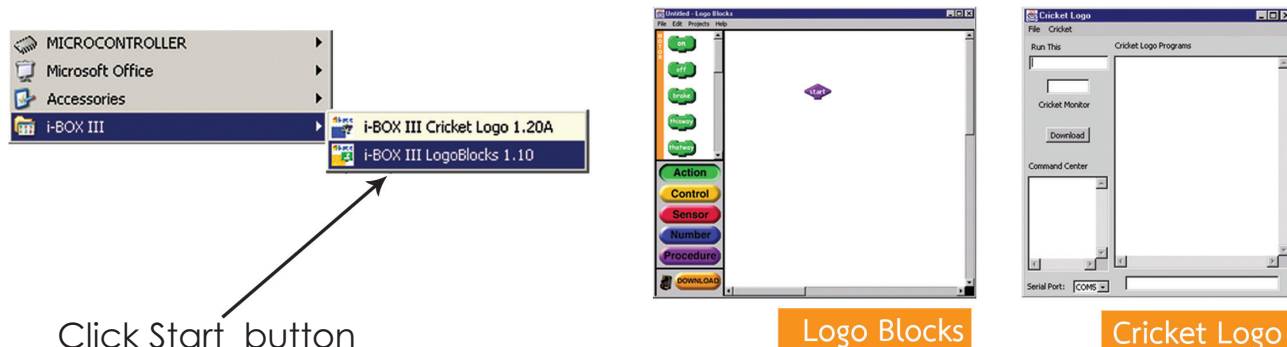 MICROCONTROLLER
Microsoft Office
Accessories
i-BOX III
i-BOX III Cricket Logo 1.20A
i-BOX III LogoBlocks 1.10
Click Start button
Untitled - Logo Blocks
File Edit Projects Help
MOTOR
on
off
brake
thisway
thatway
start
Action
Control
Sensor
Number
Procedure
DOWNLOAD
Logo Blocks
Cricket Logo
File Cricket
Run This
Cricket Logo Programs
Cricket Monitor
Download
Command Center
Serial Port: COM5
Cricket Logo